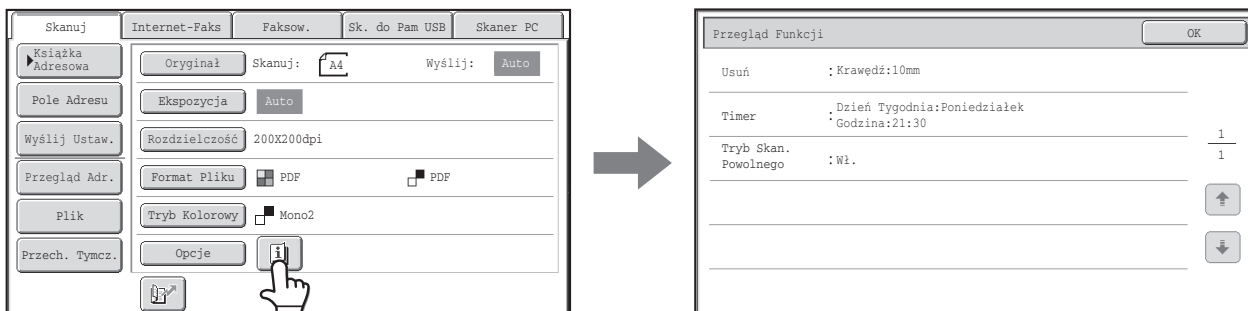 Skanuj Internet-Faks Faksow. Sk. do Pam USB Skaner PC
Książka
Adresowa
Oryginał Skanuj: A4 Wyślij: Auto
Pole Adresu Ekspozycja Auto
Wyślij Ustaw. Rozdzielczość 200X200dpi
Przegląd Adr. Format Pliku PDF PDF
Plik Tryb Kolorowy Mono2
Przech. Tymcz. Opcje
Przegląd Funkcji OK
Usuń :Krawędź:10mm
Timer :Dzień Tygodnia:Poniedziałek
Godzina:21:30
Tryb Skan.
Powolnego :Wł.
1
1